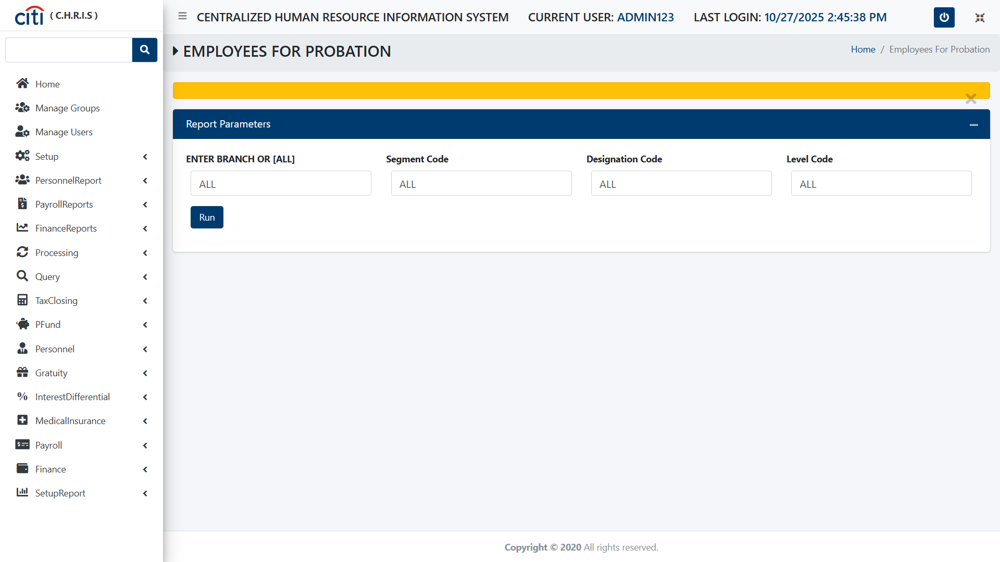 citi ( C.H.R.I.S )
CENTRALIZED HUMAN RESOURCE INFORMATION SYSTEM CURRENT USER: ADMIN123 LAST LOGIN: 10/27/2025 2:45:38 PM
EMPLOYEES FOR PROBATION
Home / Employees For Probation
Home
Manage Groups
Manage Users
Setup
PersonnelReport
PayrollReports
FinanceReports
Processing
Query
TaxClosing
PFund
Personnel
Gratuity
% InterestDifferential
MedicalInsurance
Payroll
Finance
SetupReport
Report Parameters
ENTER BRANCH OR [ALL] Segment Code Designation Code Level Code
ALL ALL ALL ALL
Run
Copyright © 2020 All rights reserved.